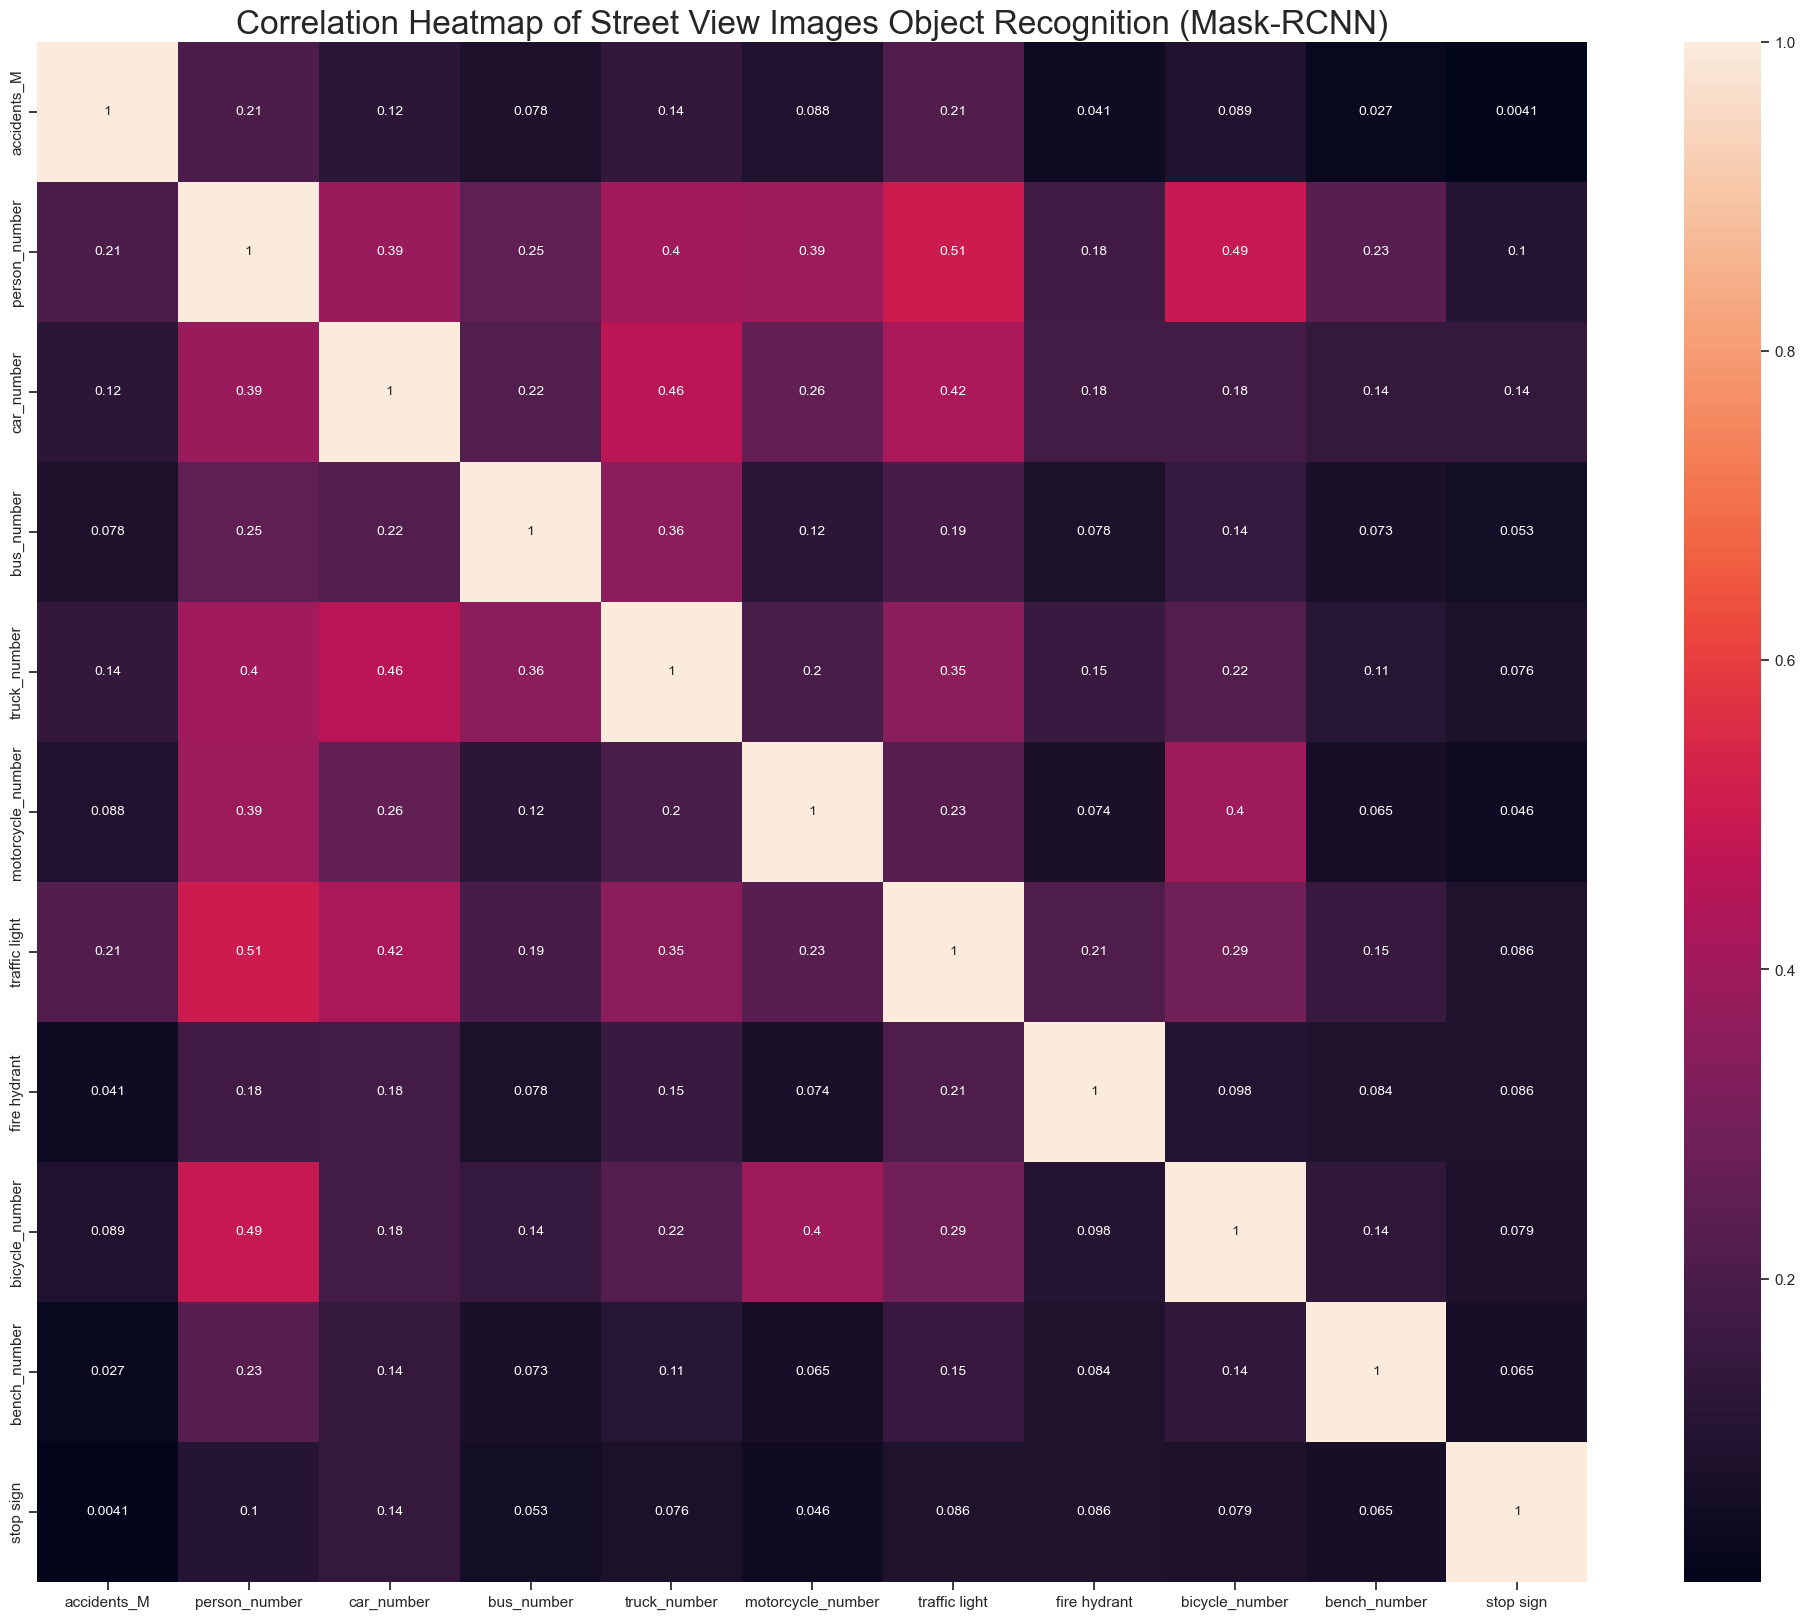 Correlation Heatmap of Street View Images Object Recognition (Mask-RCNN)
accidents_M 1 0.21 0.12 0.078 0.14 0.088 0.21 0.041 0.089 0.027 0.0041
person_number 0.21 1 0.39 0.25 0.4 0.39 0.51 0.18 0.49 0.23 0.1
car_number 0.12 0.39 1 0.22 0.46 0.26 0.42 0.18 0.18 0.14 0.14
bus_number 0.078 0.25 0.22 1 0.36 0.12 0.19 0.078 0.14 0.073 0.053
truck_number 0.14 0.4 0.46 0.36 1 0.2 0.35 0.15 0.22 0.11 0.076
motorcycle_number 0.088 0.39 0.26 0.12 0.2 1 0.23 0.074 0.4 0.065 0.046
traffic light 0.21 0.51 0.42 0.19 0.35 0.23 1 0.21 0.29 0.15 0.086
fire hydrant 0.041 0.18 0.18 0.078 0.15 0.074 0.21 1 0.098 0.084 0.086
bicycle_number 0.089 0.49 0.18 0.14 0.22 0.4 0.29 0.098 1 0.14 0.079
bench_number 0.027 0.23 0.14 0.073 0.11 0.065 0.15 0.084 0.14 1 0.065
stop sign 0.0041 0.1 0.14 0.053 0.076 0.046 0.086 0.086 0.079 0.065 1
accidents_M person_number car_number bus_number truck_number motorcycle_number traffic light fire hydrant bicycle_number bench_number stop sign
1.0
0.8
0.6
0.4
0.2